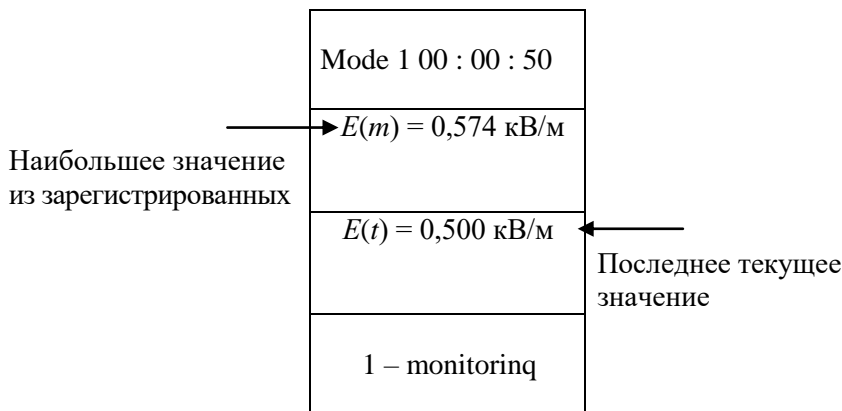 Mode 1 00 : 00 : 50
E(m) = 0,574 кВ/м
Наибольшее значение
из зарегистрированных
E(t) = 0,500 кВ/м
Последнее текущее
значение
1 – monitorinq